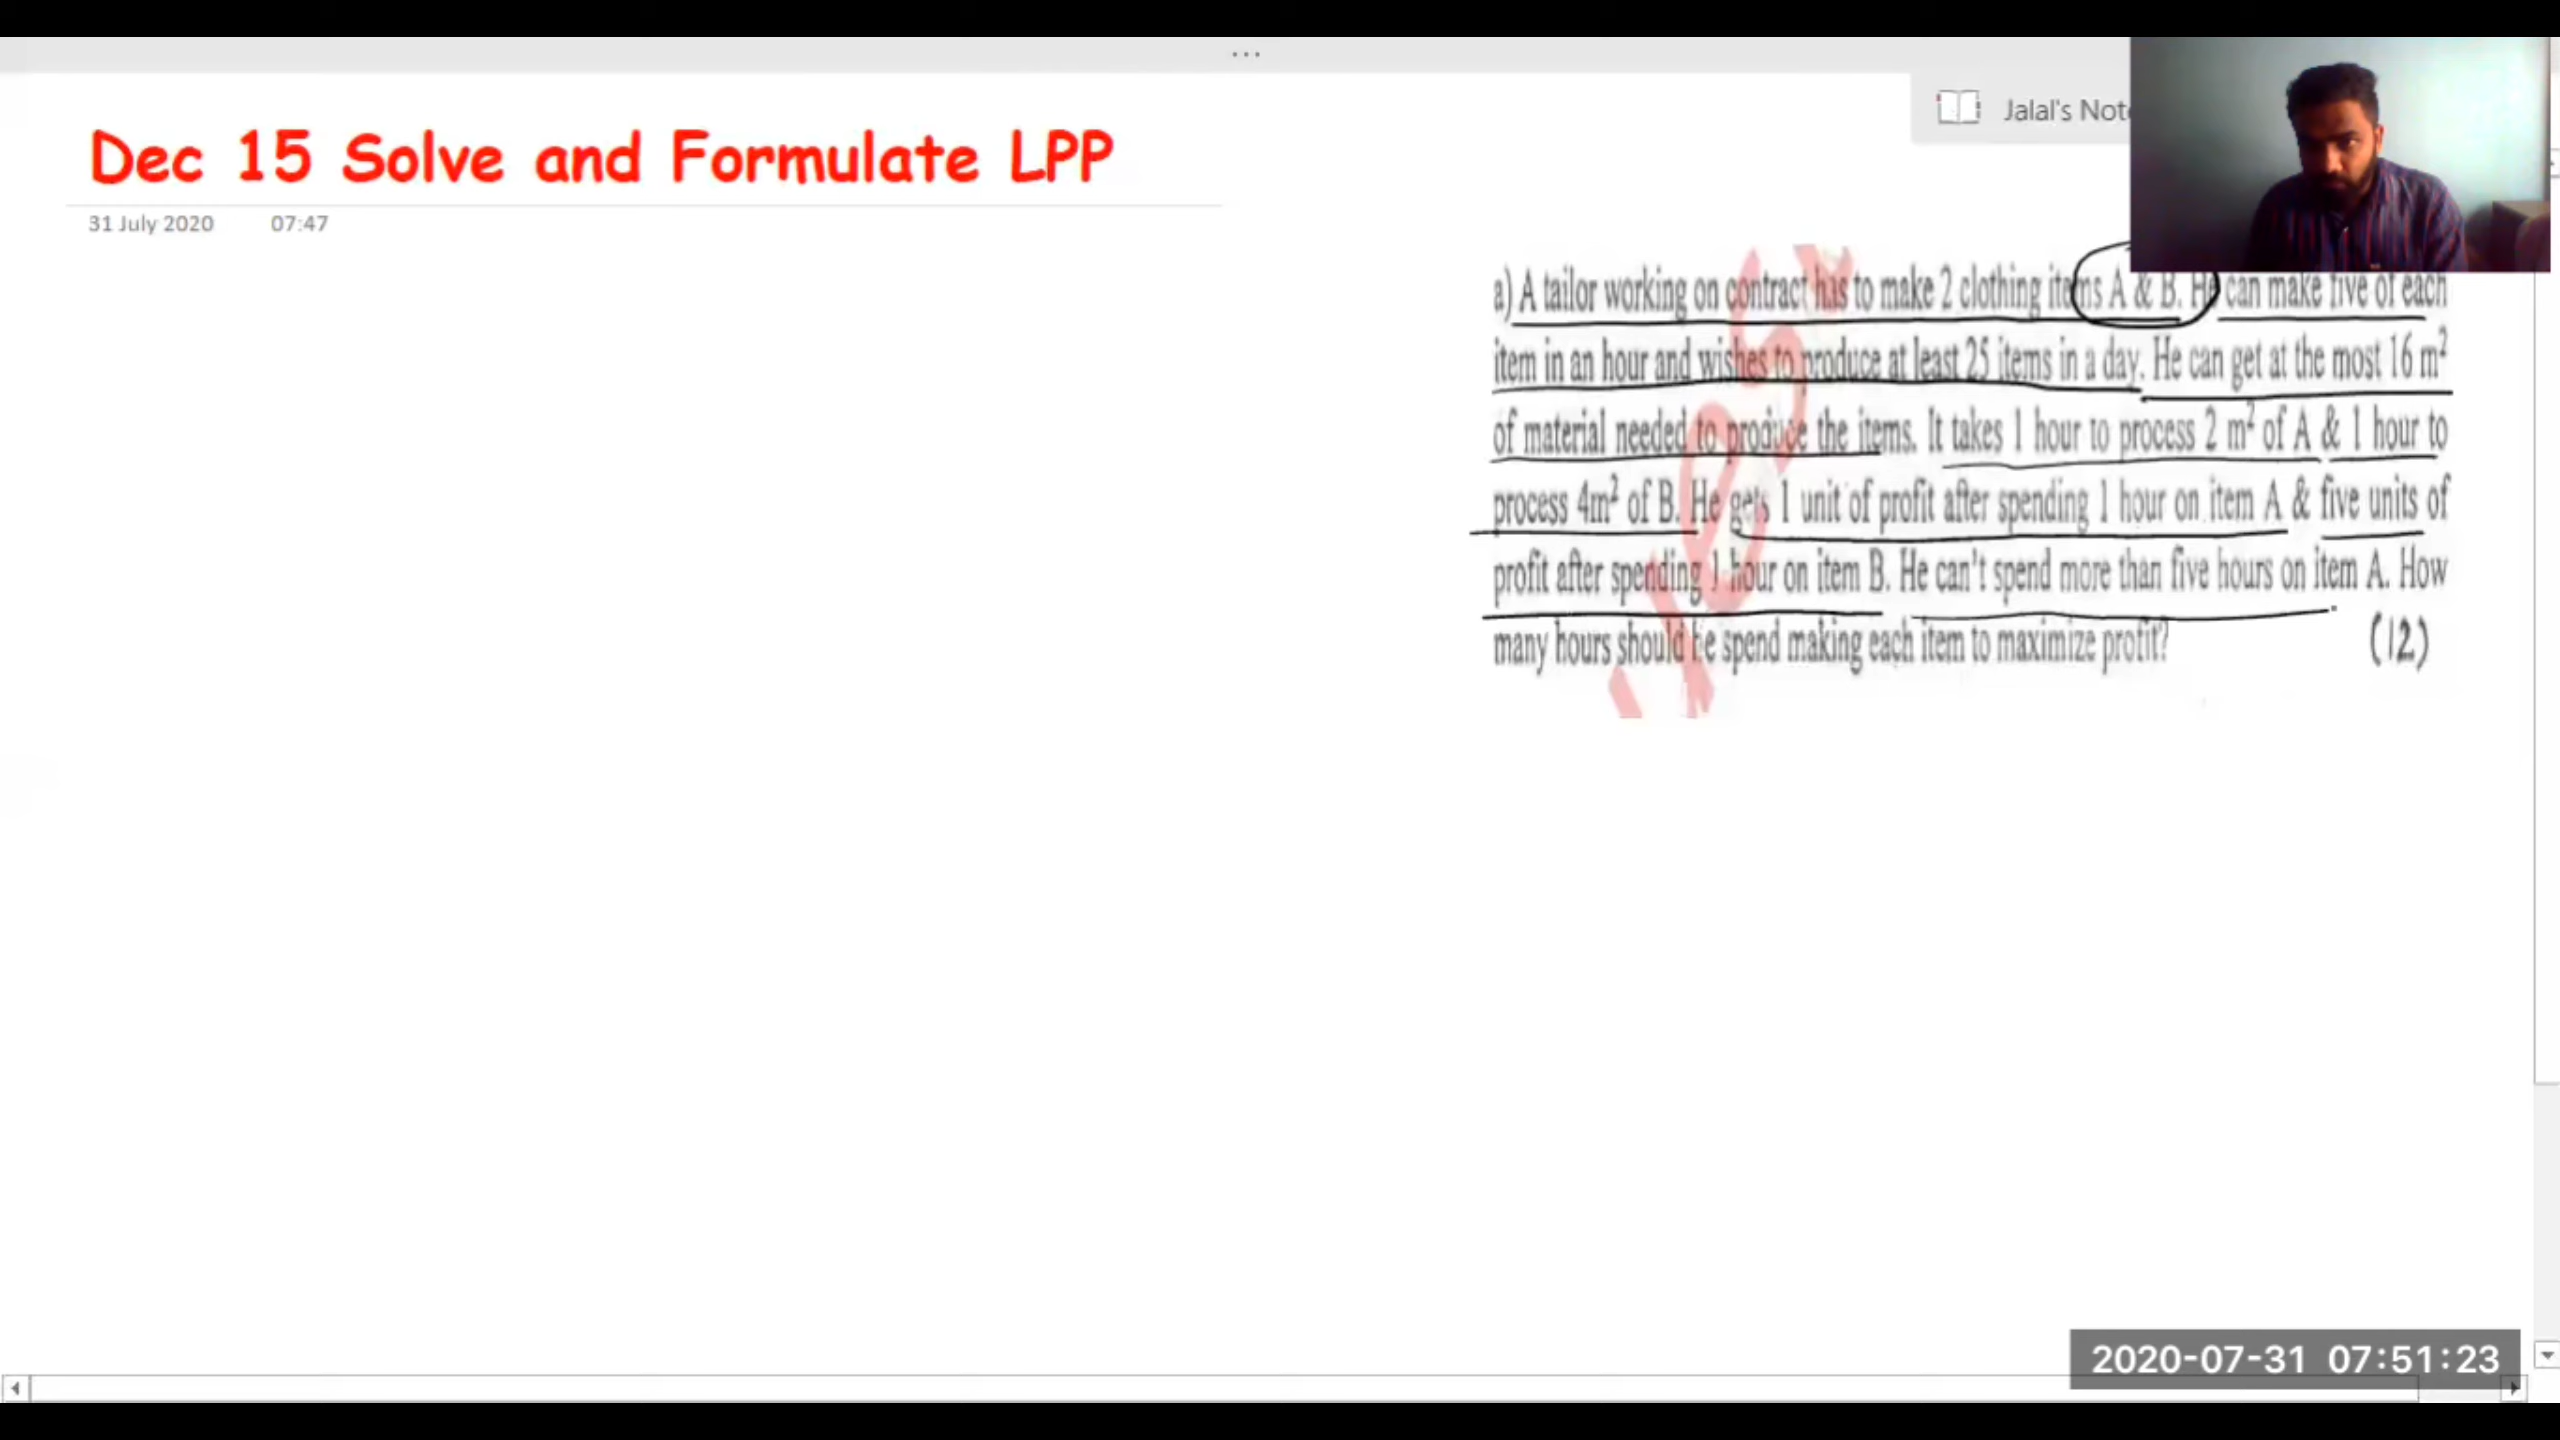 ...
Jalal's Not
Dec 15 Solve and Formulate LPP
31 July 2020 07:47
a) A tailor working on contract has to make 2 clothing items A & B. He can make five of each
item in an hour and wishes to produce at least 25 items in a day. He can get at the most 16 m²
of material needed to produce the items. It takes 1 hour to process 2 m² of A & 1 hour to
process 4m² of B. He gets 1 unit of profit after spending 1 hour on item A & five units of
profit after spending 1 hour on item B. He can't spend more than five hours on item A. How
many hours should he spend making each item to maximize profit? (12)
2020-07-31 07:51:23